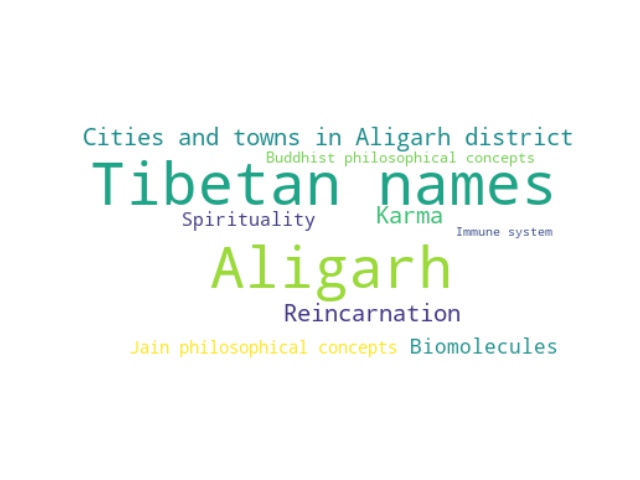 Cities and towns in Aligarh district
Buddhist philosophical concepts
Tibetan names
Spirituality
Karma
Immune system
Aligarh
Reincarnation
Jain philosophical concepts
Biomolecules